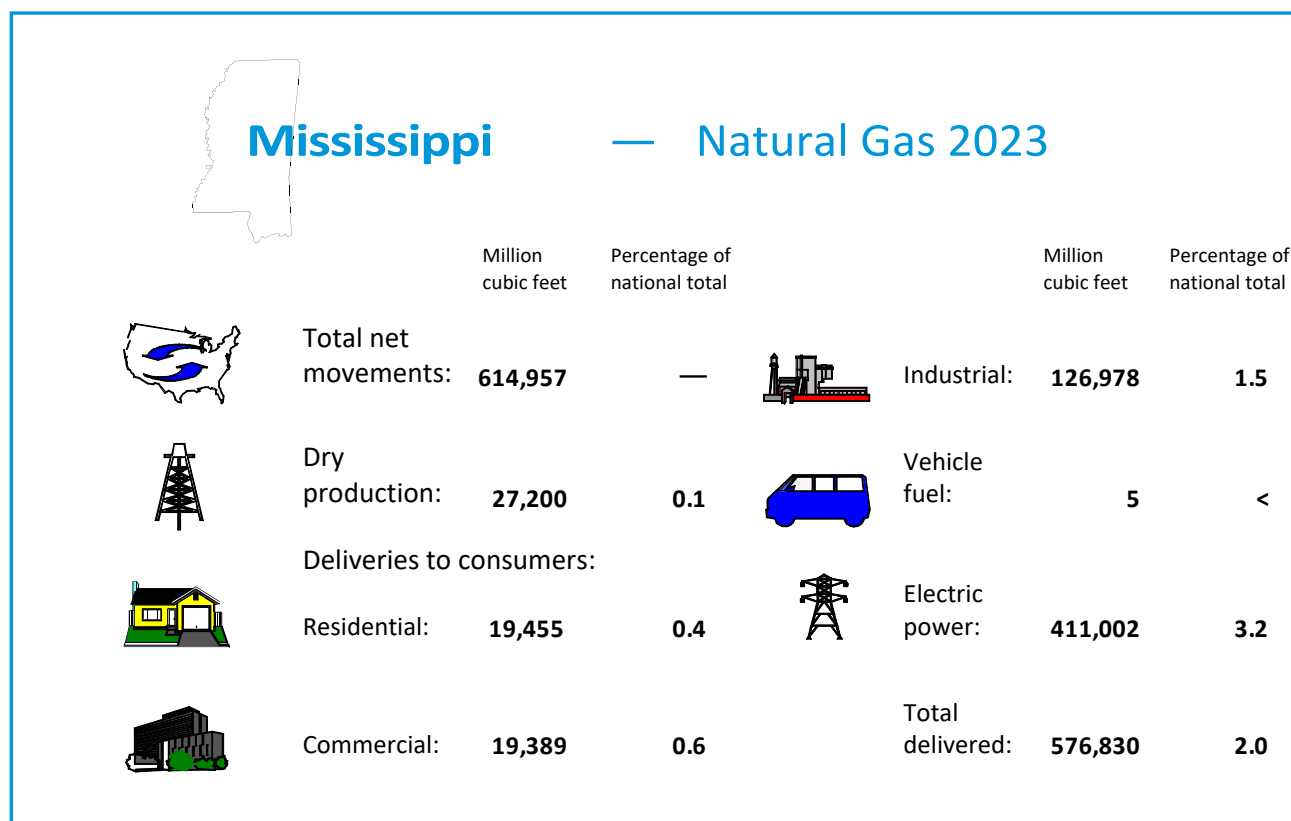 Mississippi — Natural Gas 2023
Million Percentage of
cubic feet national total
Million Percentage of
cubic feet national total
Total net
movements: 614,957 —
Industrial: 126,978 1.5
Dry
production: 27,200 0.1
Vehicle
fuel: 5 <
Deliveries to consumers:
Residential: 19,455 0.4
Electric
power: 411,002 3.2
Commercial: 19,389 0.6
Total
delivered: 576,830 2.0